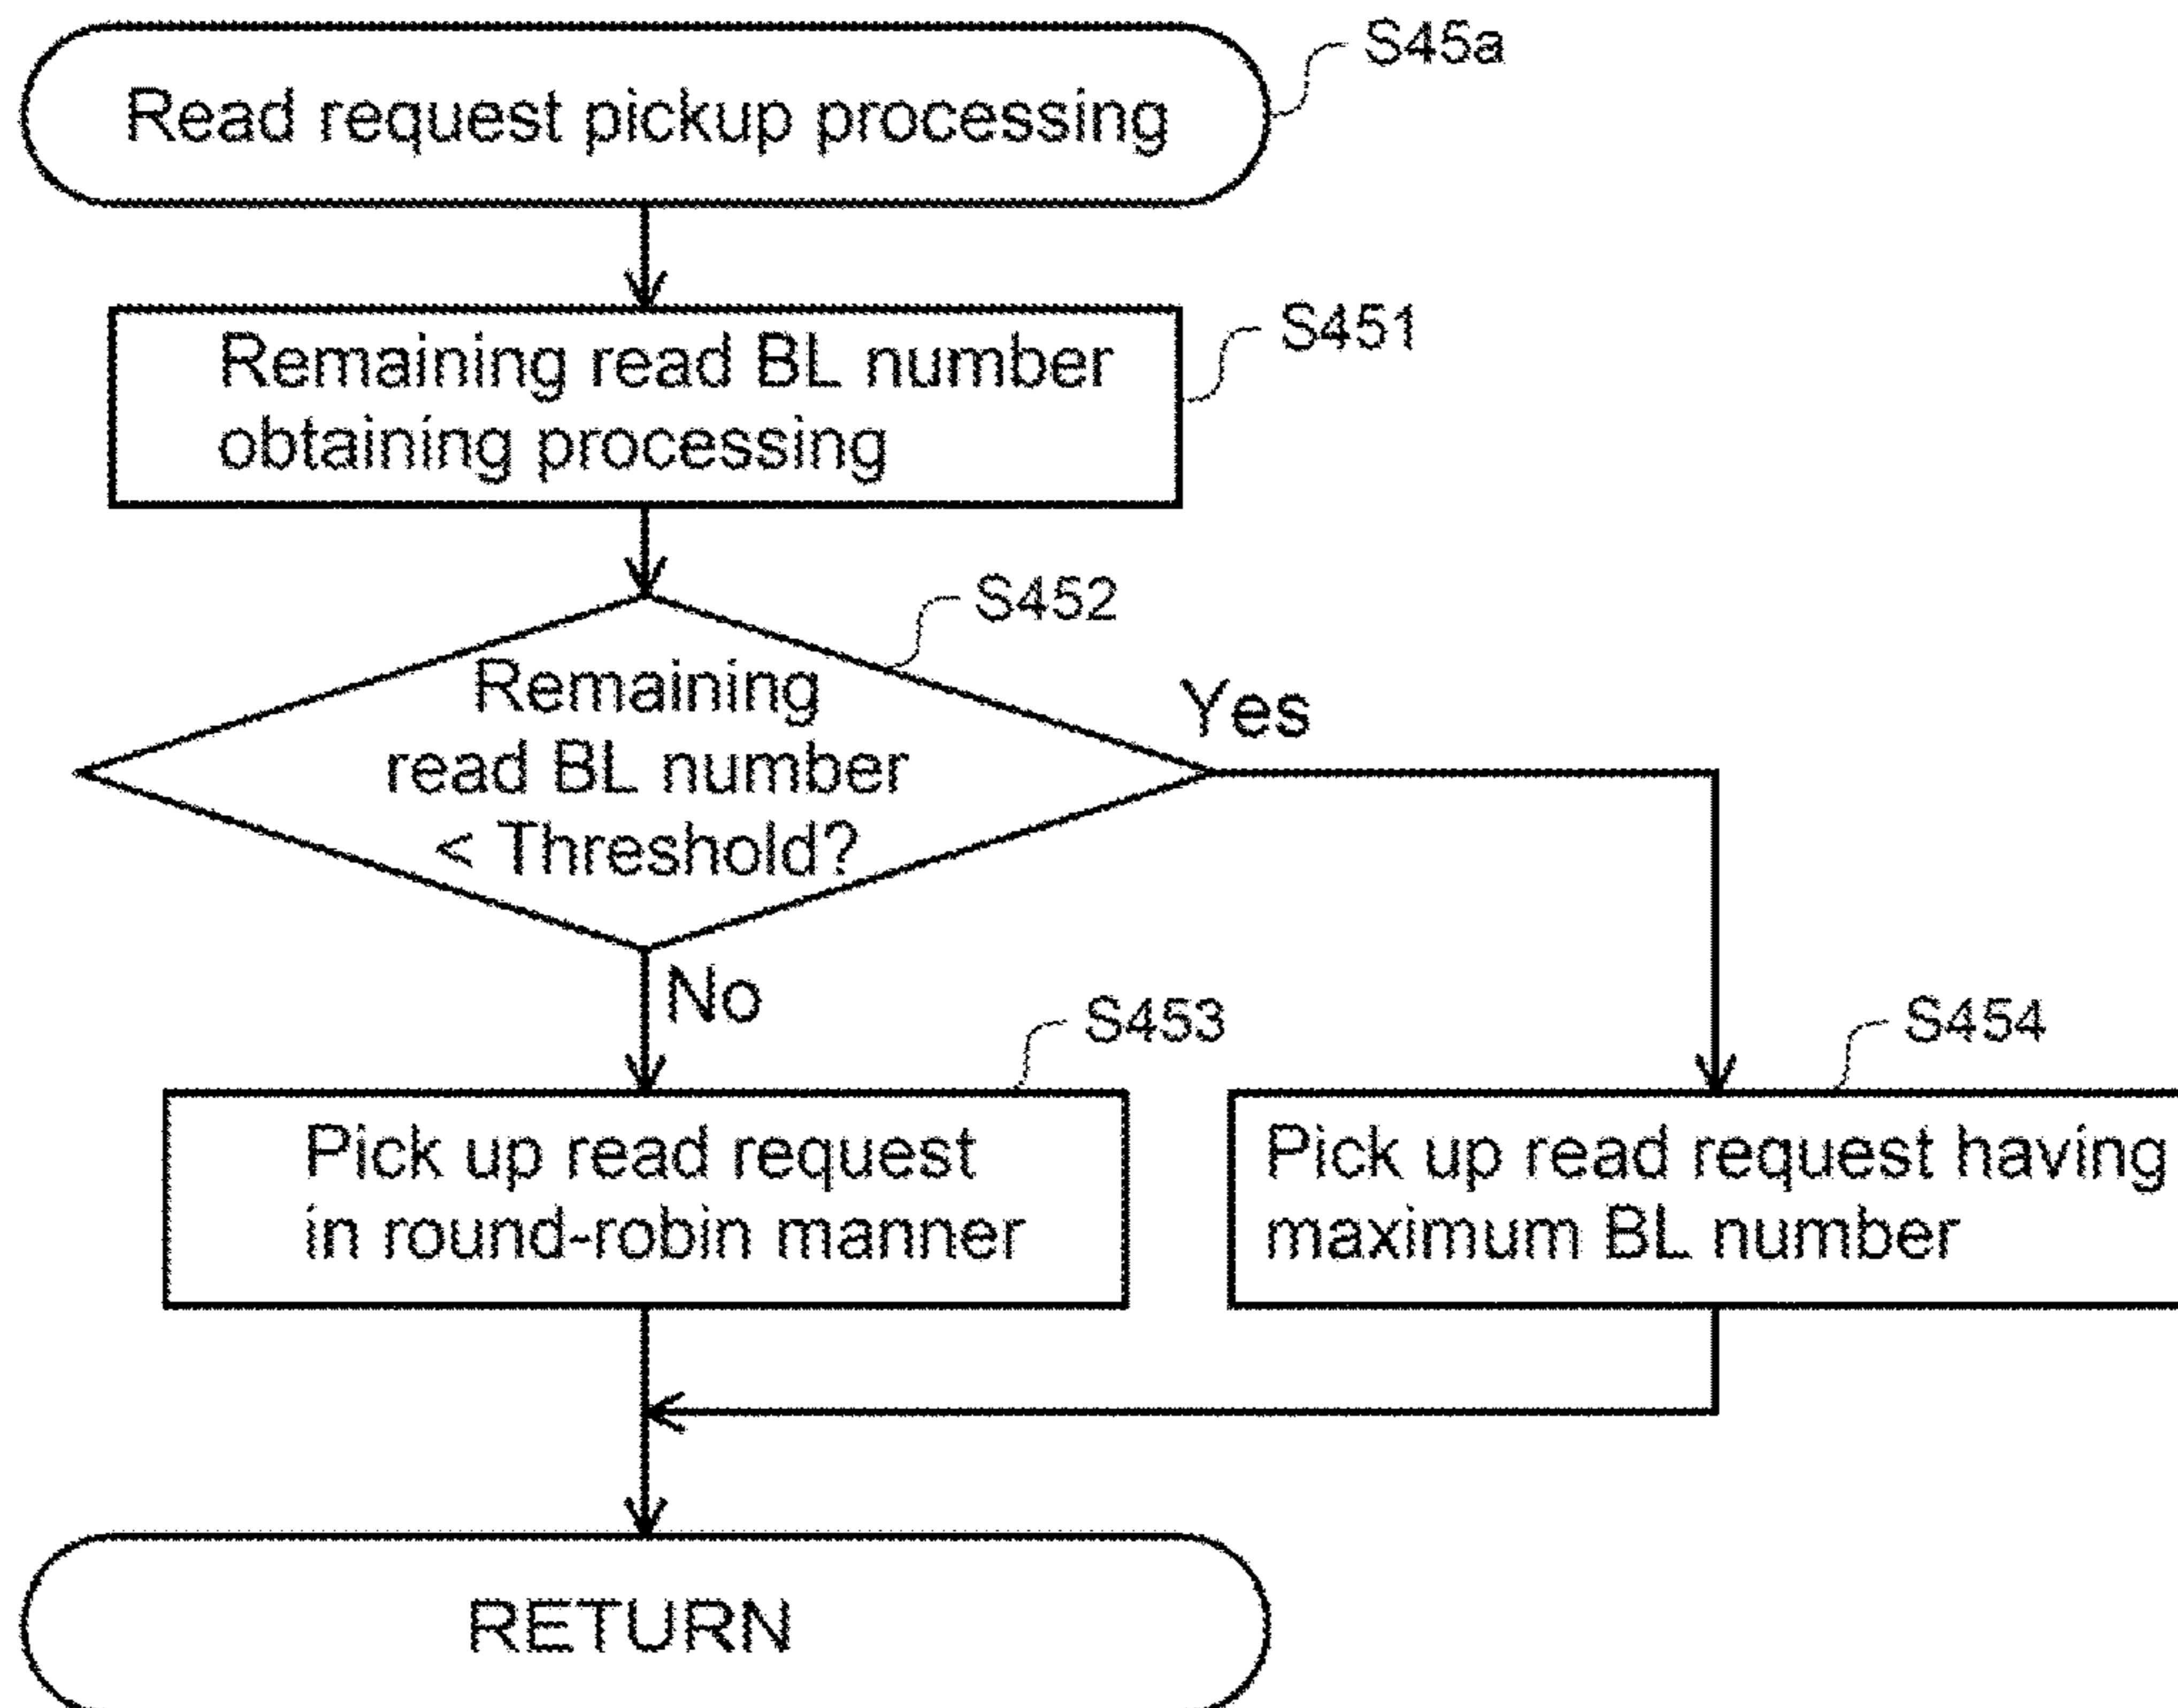 S45a
Read request pickup processing
S451
Remaining read BL number
obtaining processing
S452
Remaining
read BL number
< Threshold?
Yes
No
S453
S454
Pick up read request
in round-robin manner
Pick up read request having
maximum BL number
RETURN